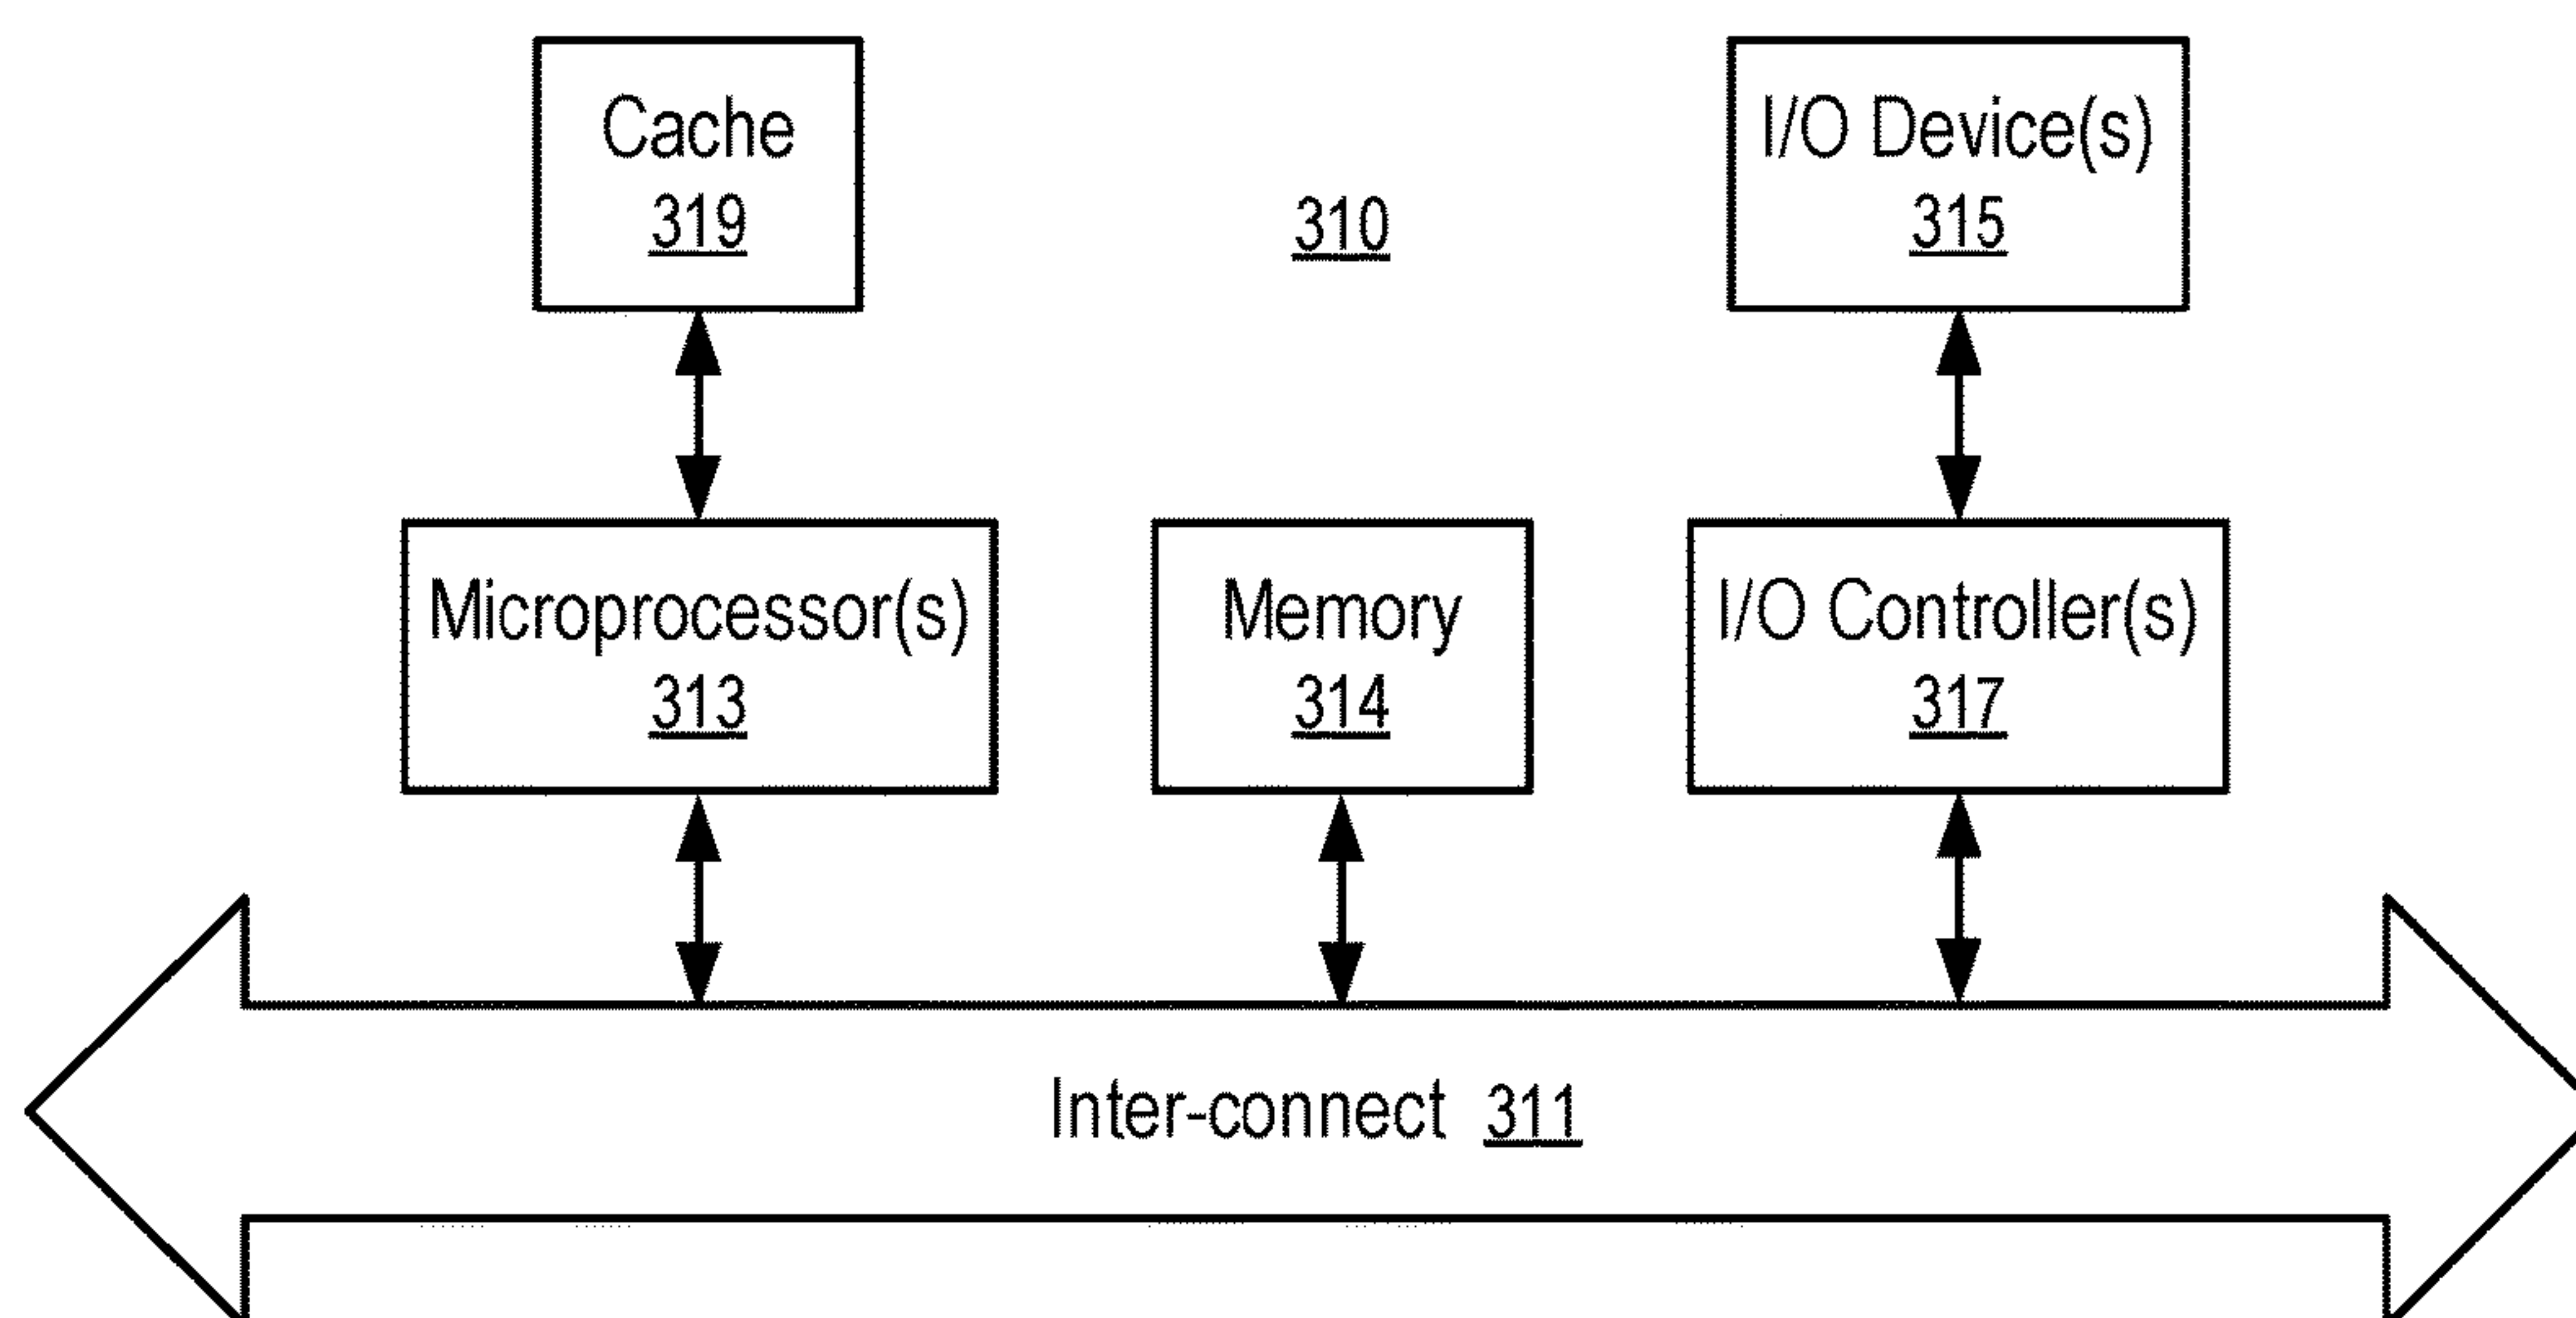 Cache
319
310
I/O Device(s)
315
Microprocessor(s)
313
Memory
314
I/O Controller(s)
317
Inter-connect 311